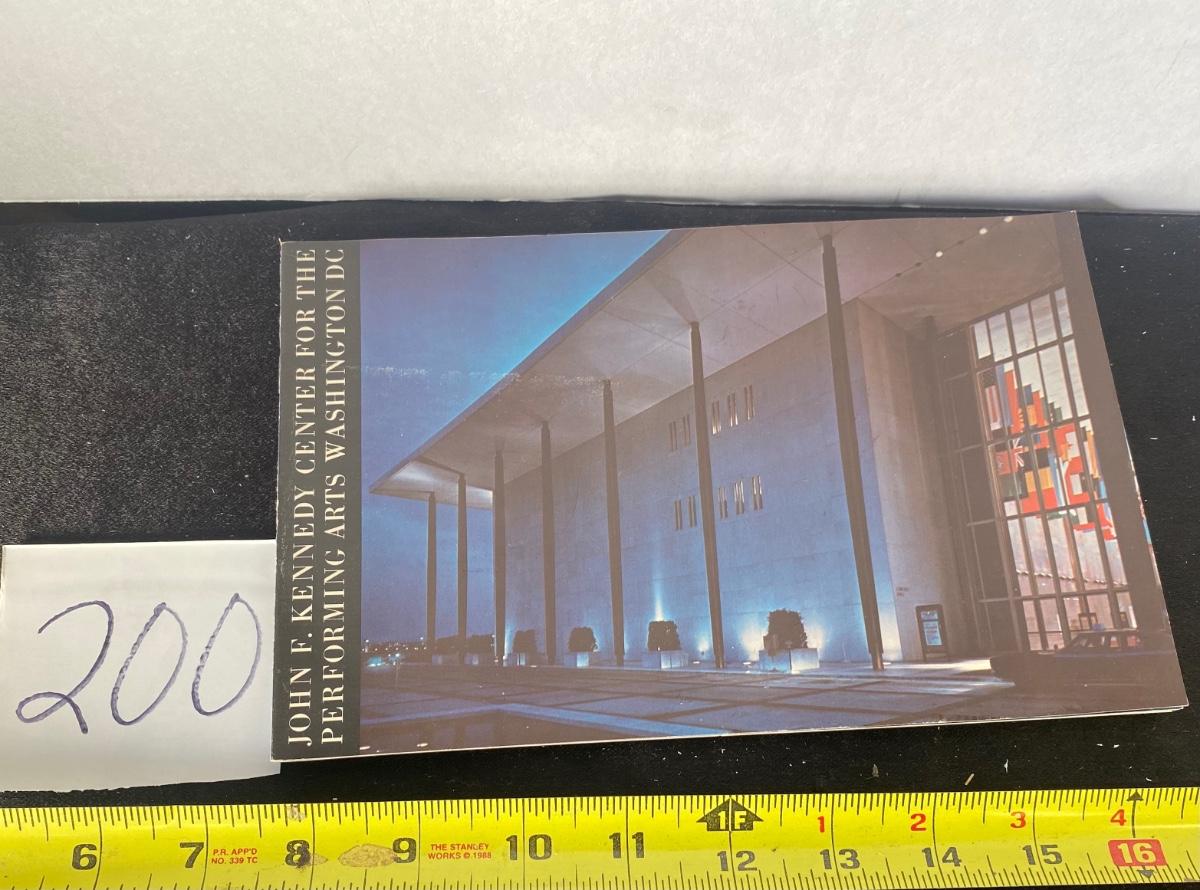 JOHN F. KENNEDY CENTER FOR THE
PERFORMING ARTS WASHINGTON DC
200
1F 1 2 3 4
6 7 P.R. APP'D 8 9 THE STANLEY 10 11 12 13 14 15 16
NO. 339 TC WORKS © 1988